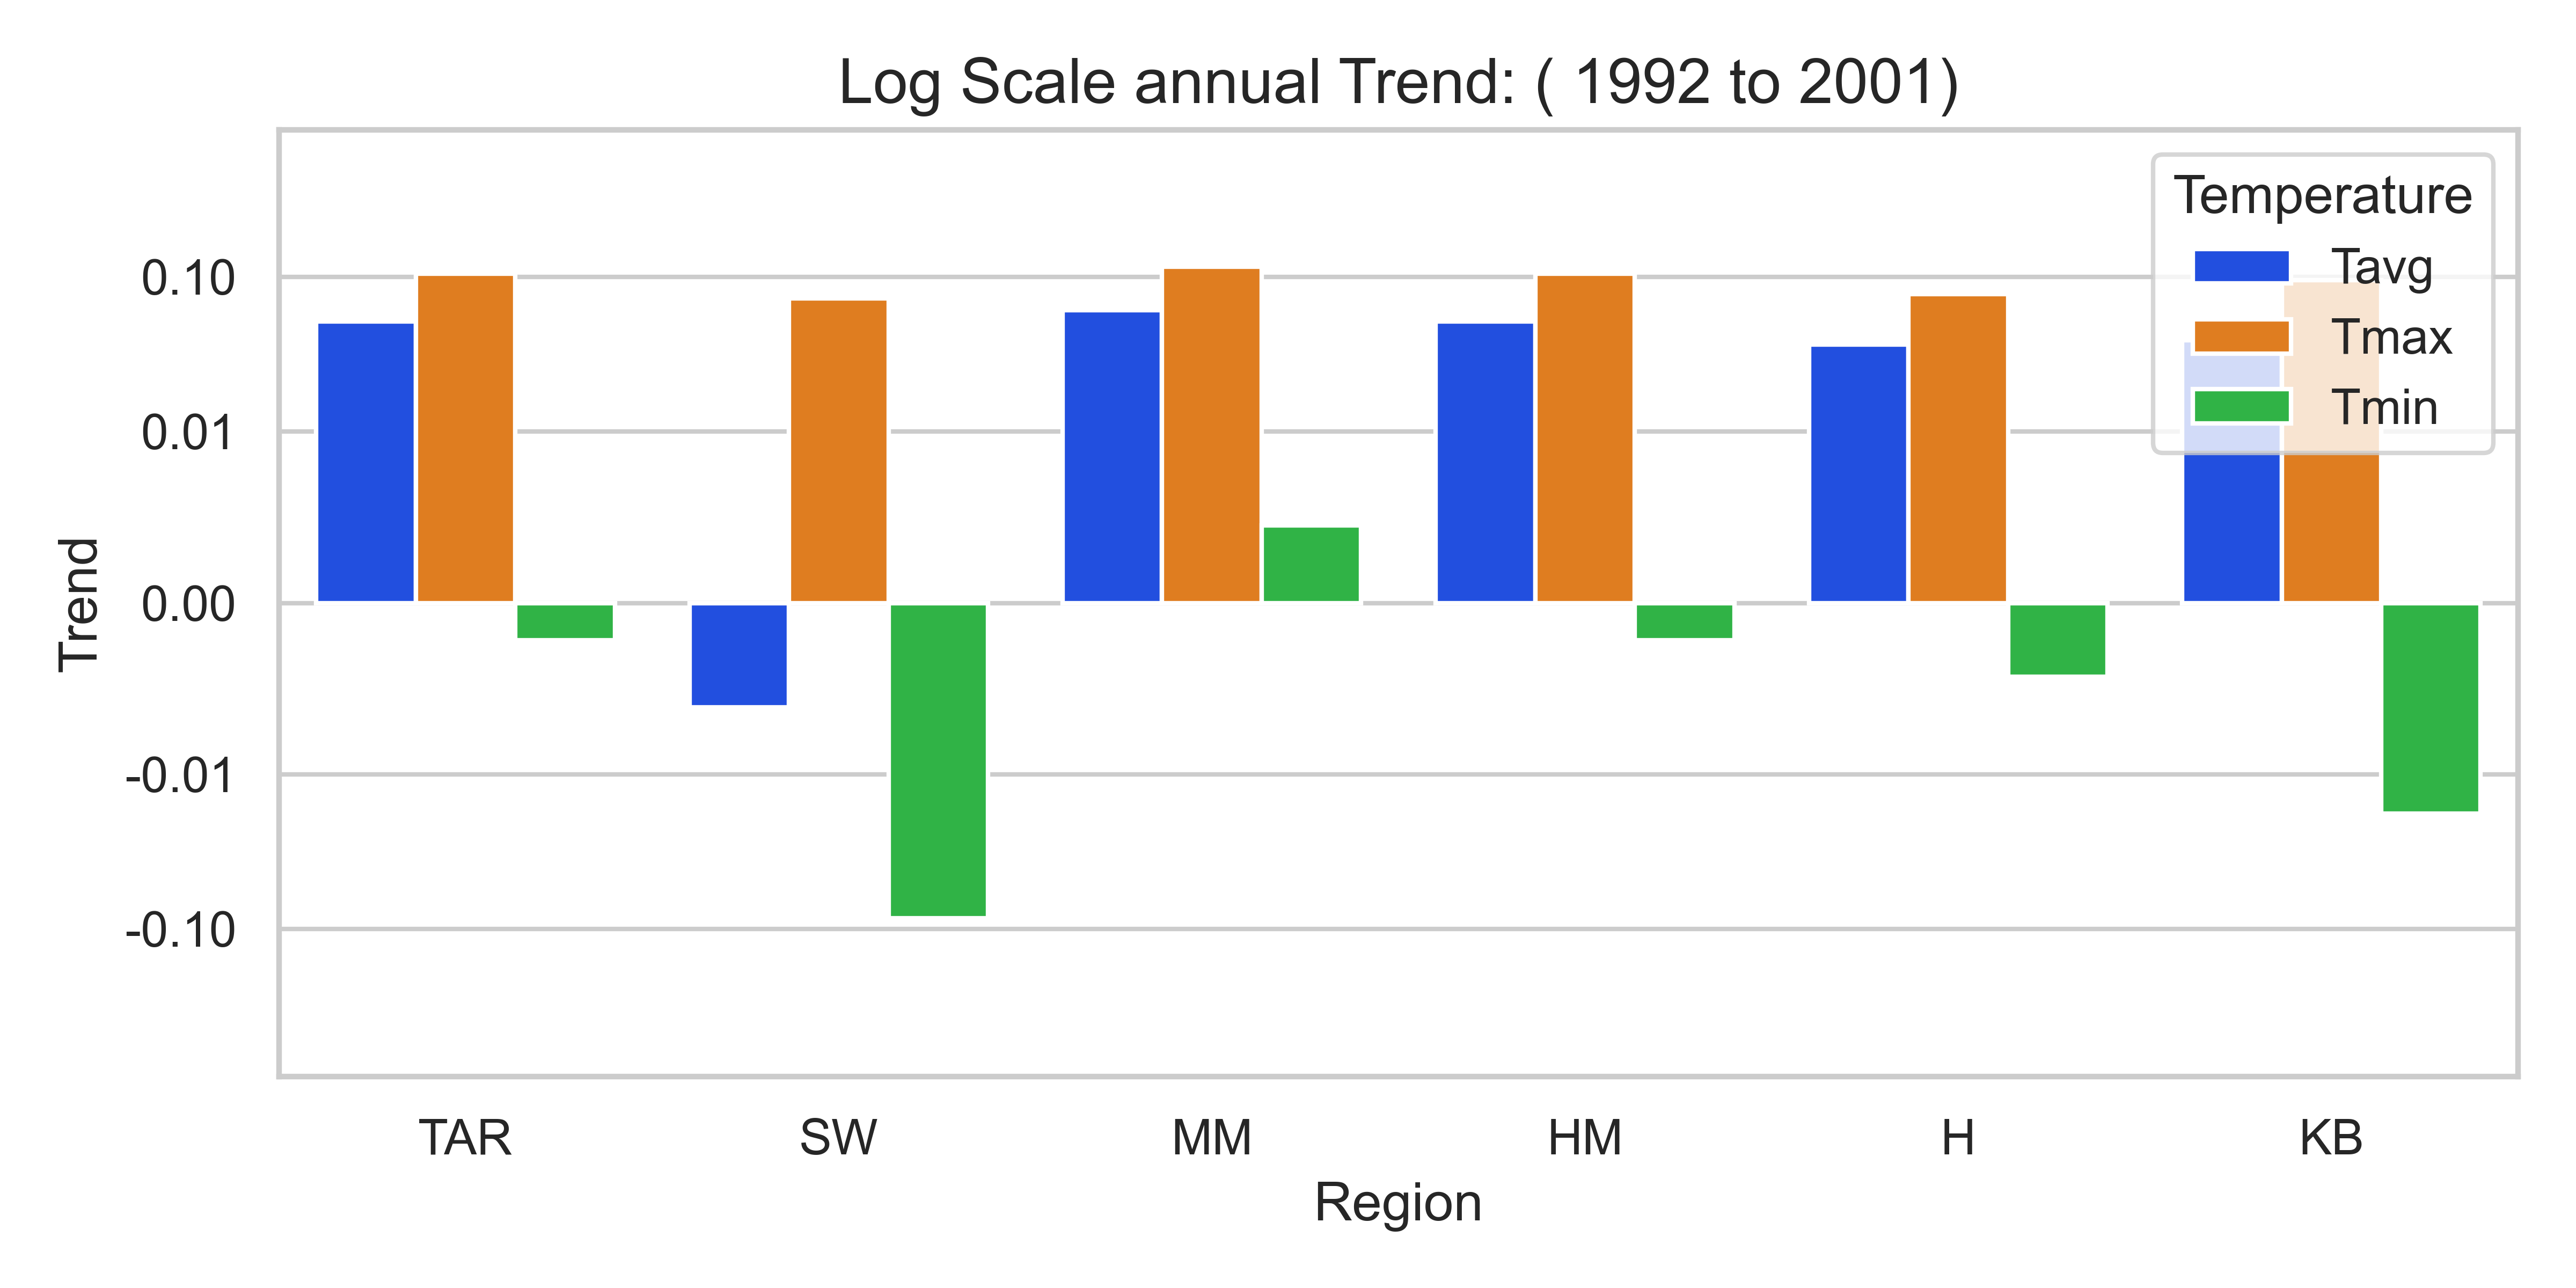 Log Scale annual Trend: ( 1992 to 2001)
Temperature
Tavg
Tmax
Tmin
0.10
0.01
0.00
-0.01
-0.10
Trend
TAR SW MM HM H KB
Region